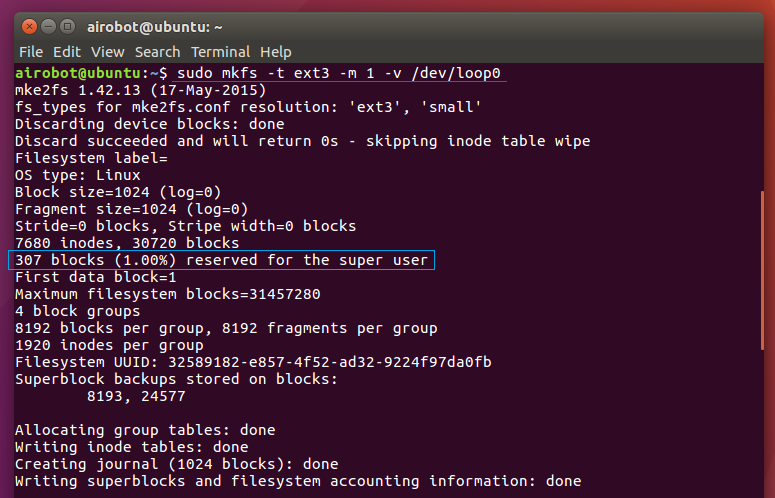 airobot@ubuntu: ~
File Edit View Search Terminal Help
airobot@ubuntu:~$ sudo mkfs -t ext3 -m 1 -v /dev/loop0
mke2fs 1.42.13 (17-May-2015)
fs_types for mke2fs.conf resolution: 'ext3', 'small'
Discarding device blocks: done
Discard succeeded and will return 0s - skipping inode table wipe
Filesystem label=
OS type: Linux
Block size=1024 (log=0)
Fragment size=1024 (log=0)
Stride=0 blocks, Stripe width=0 blocks
7680 inodes, 30720 blocks
307 blocks (1.00%) reserved for the super user
First data block=1
Maximum filesystem blocks=31457280
4 block groups
8192 blocks per group, 8192 fragments per group
1920 inodes per group
Filesystem UUID: 32589182-e857-4f52-ad32-9224f97da0fb
Superblock backups stored on blocks:
        8193, 24577

Allocating group tables: done
Writing inode tables: done
Creating journal (1024 blocks): done
Writing superblocks and filesystem accounting information: done